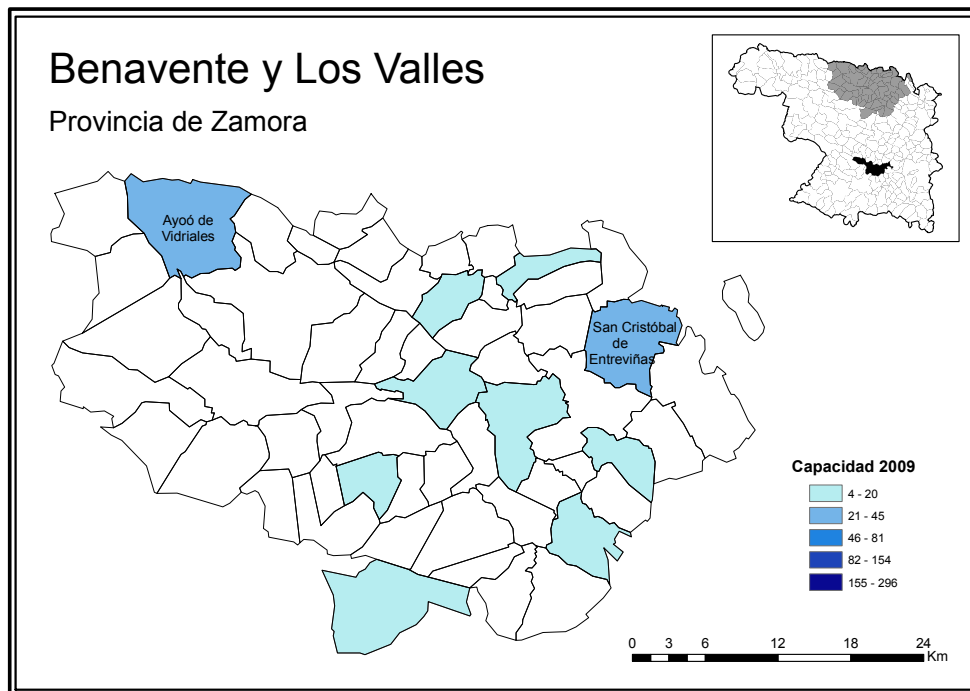 Benavente y Los Valles
Provincia de Zamora
Ayoó de
Vidriales
San Cristóbal
de
Entreviñas
Capacidad 2009
4 - 20
21 - 45
46 - 81
82 - 154
155 - 296
0 3 6 12 18 24
Km